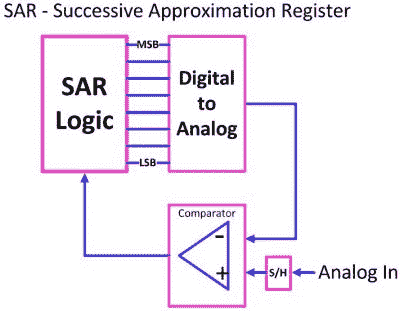 SAR - Successive Approximation Register
MSB
SAR
Logic
Digital
to
Analog
LSB
Comparator
-
+
S/H
Analog In